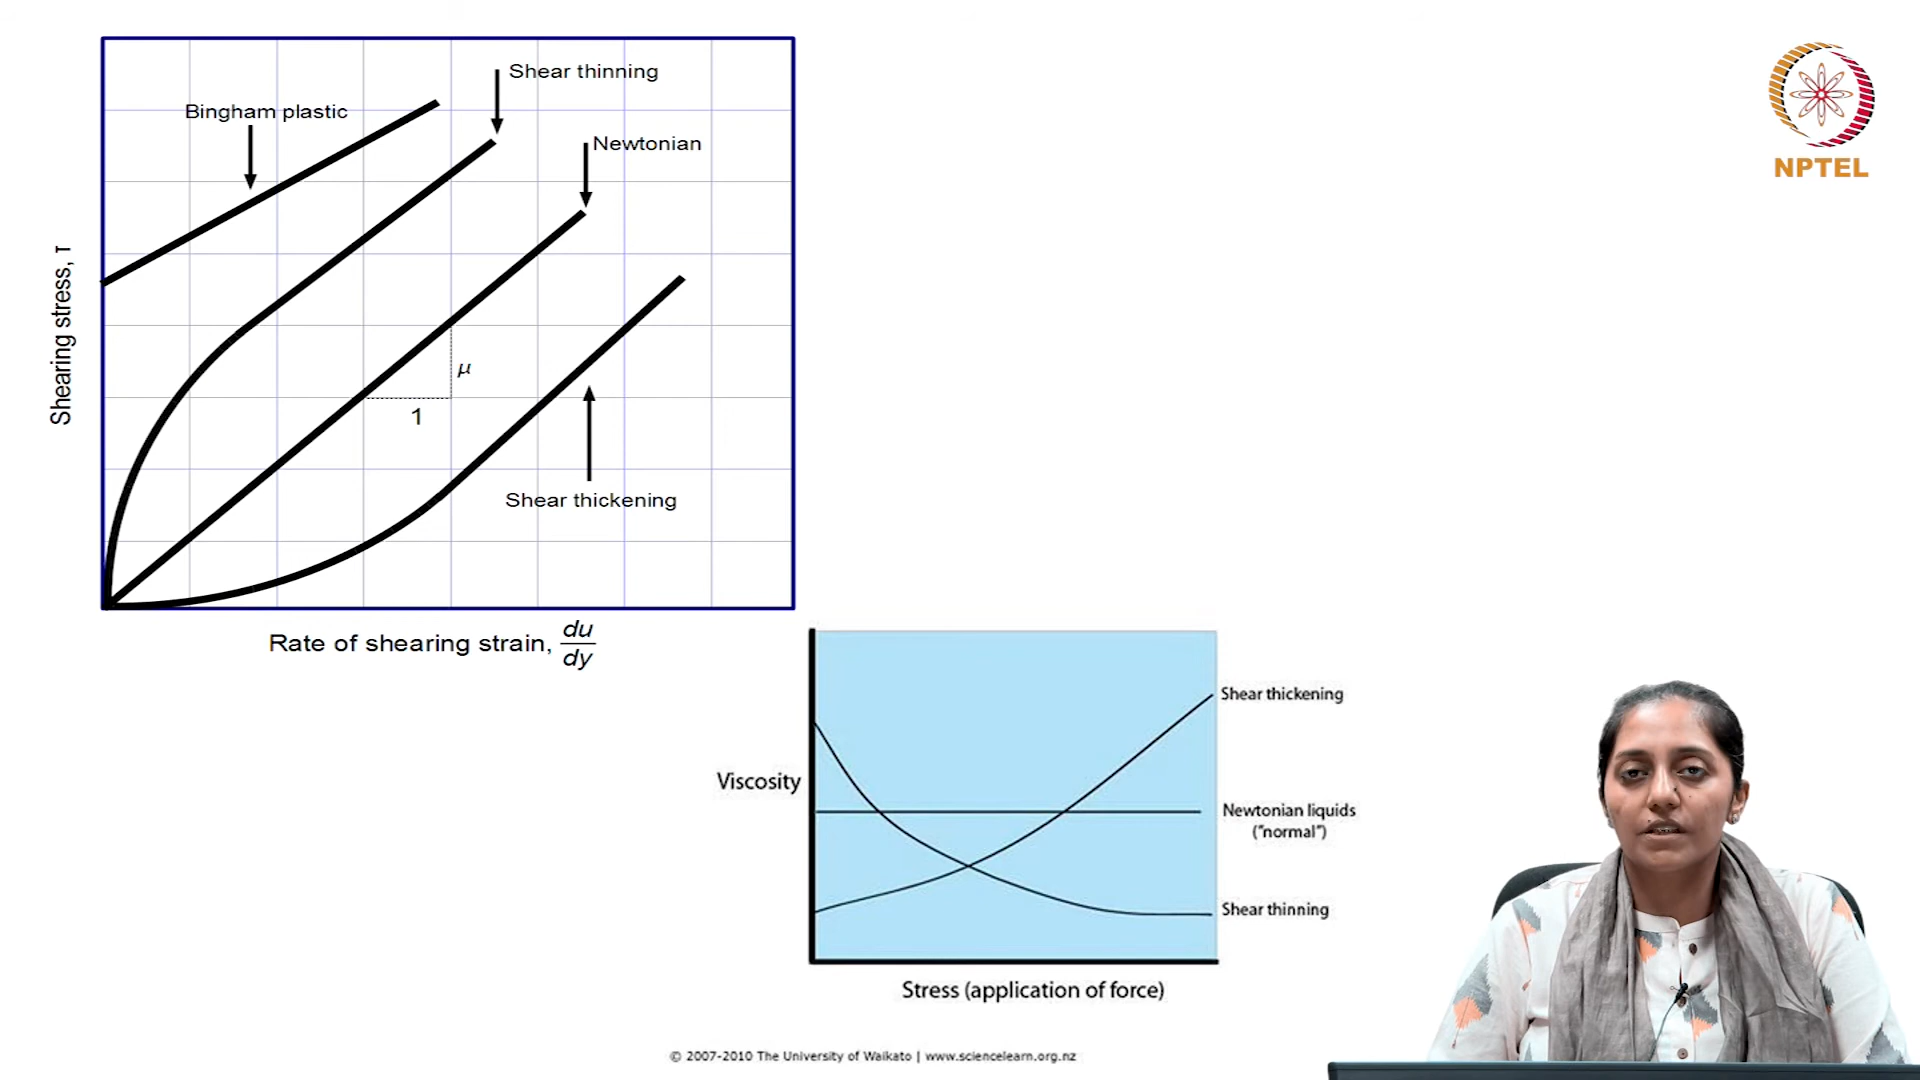 Shear thinning
Bingham plastic
Newtonian
Shearing stress, τ
μ
1
Shear thickening
Rate of shearing strain, du/dy
NPTEL
Shear thickening
Viscosity
Newtonian liquids
("normal")
Shear thinning
Stress (application of force)
© 2007-2010 The University of Waikato | www.sciencelearn.org.nz